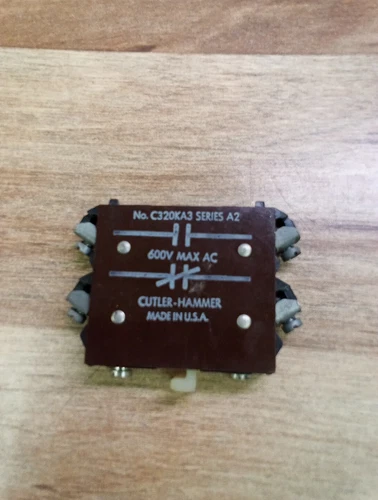 No. C320KA3 SERIES A2
600V MAX AC
CUTLER-HAMMER
MADE IN U.S.A.